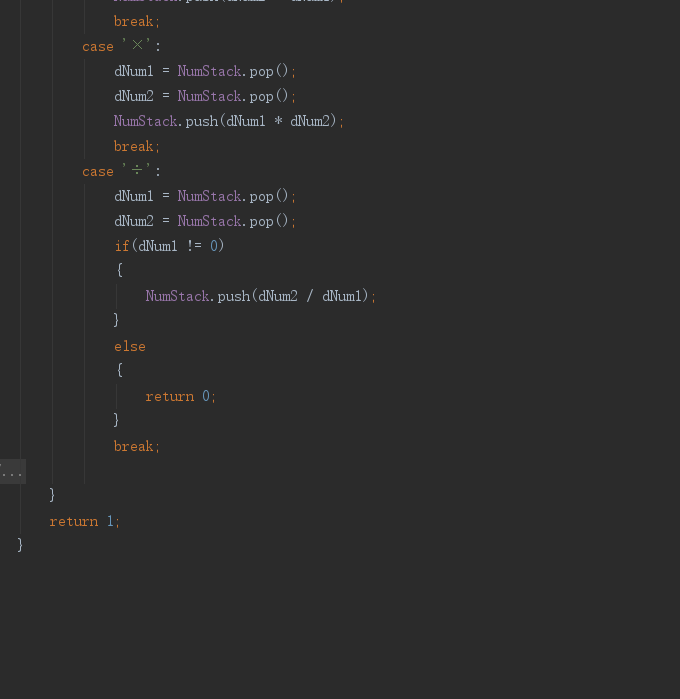 break;
case '×':
dNum1 = NumStack.pop();
dNum2 = NumStack.pop();
NumStack.push(dNum1 * dNum2);
break;
case '÷':
dNum1 = NumStack.pop();
dNum2 = NumStack.pop();
if(dNum1 != 0)
{
NumStack.push(dNum2 / dNum1);
}
else
{
return 0;
}
break;
...
}
return 1;
}